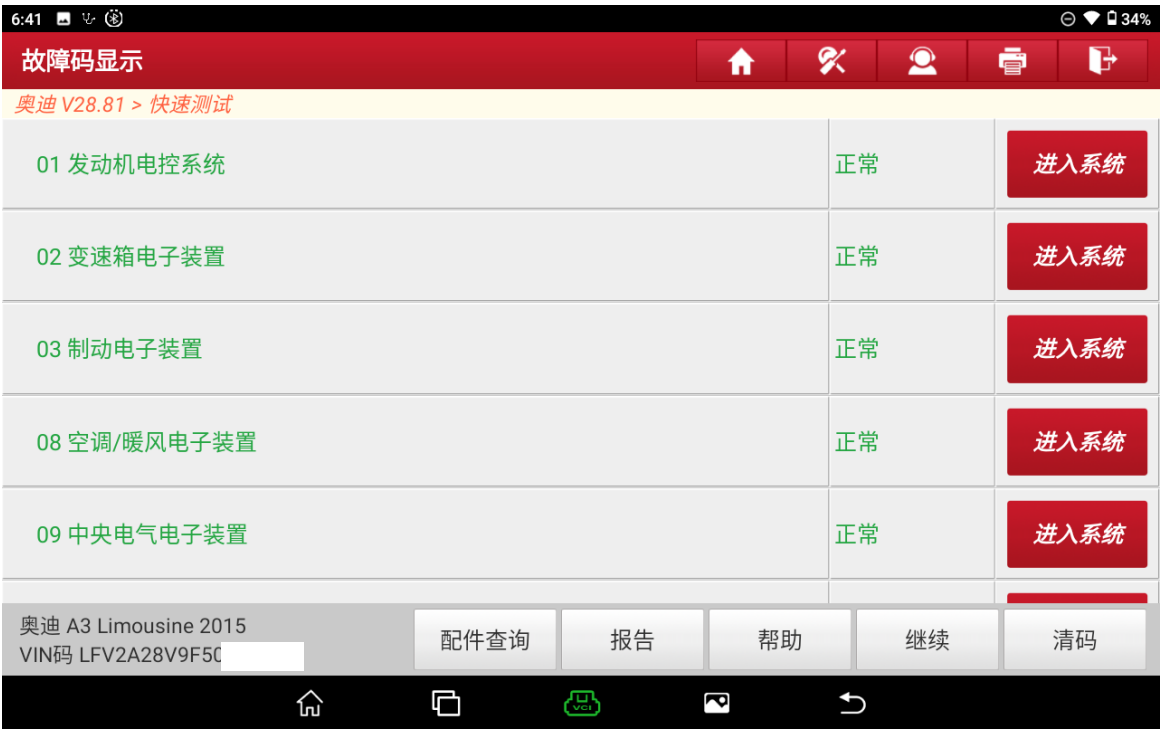 6:41
34%
故障码显示
奥迪 V28.81 > 快速测试
01 发动机电控系统 正常 进入系统
02 变速箱电子装置 正常 进入系统
03 制动电子装置 正常 进入系统
08 空调/暖风电子装置 正常 进入系统
09 中央电气电子装置 正常 进入系统
奥迪 A3 Limousine 2015
VIN码 LFV2A28V9F50
配件查询 报告 帮助 继续 清码
VCI